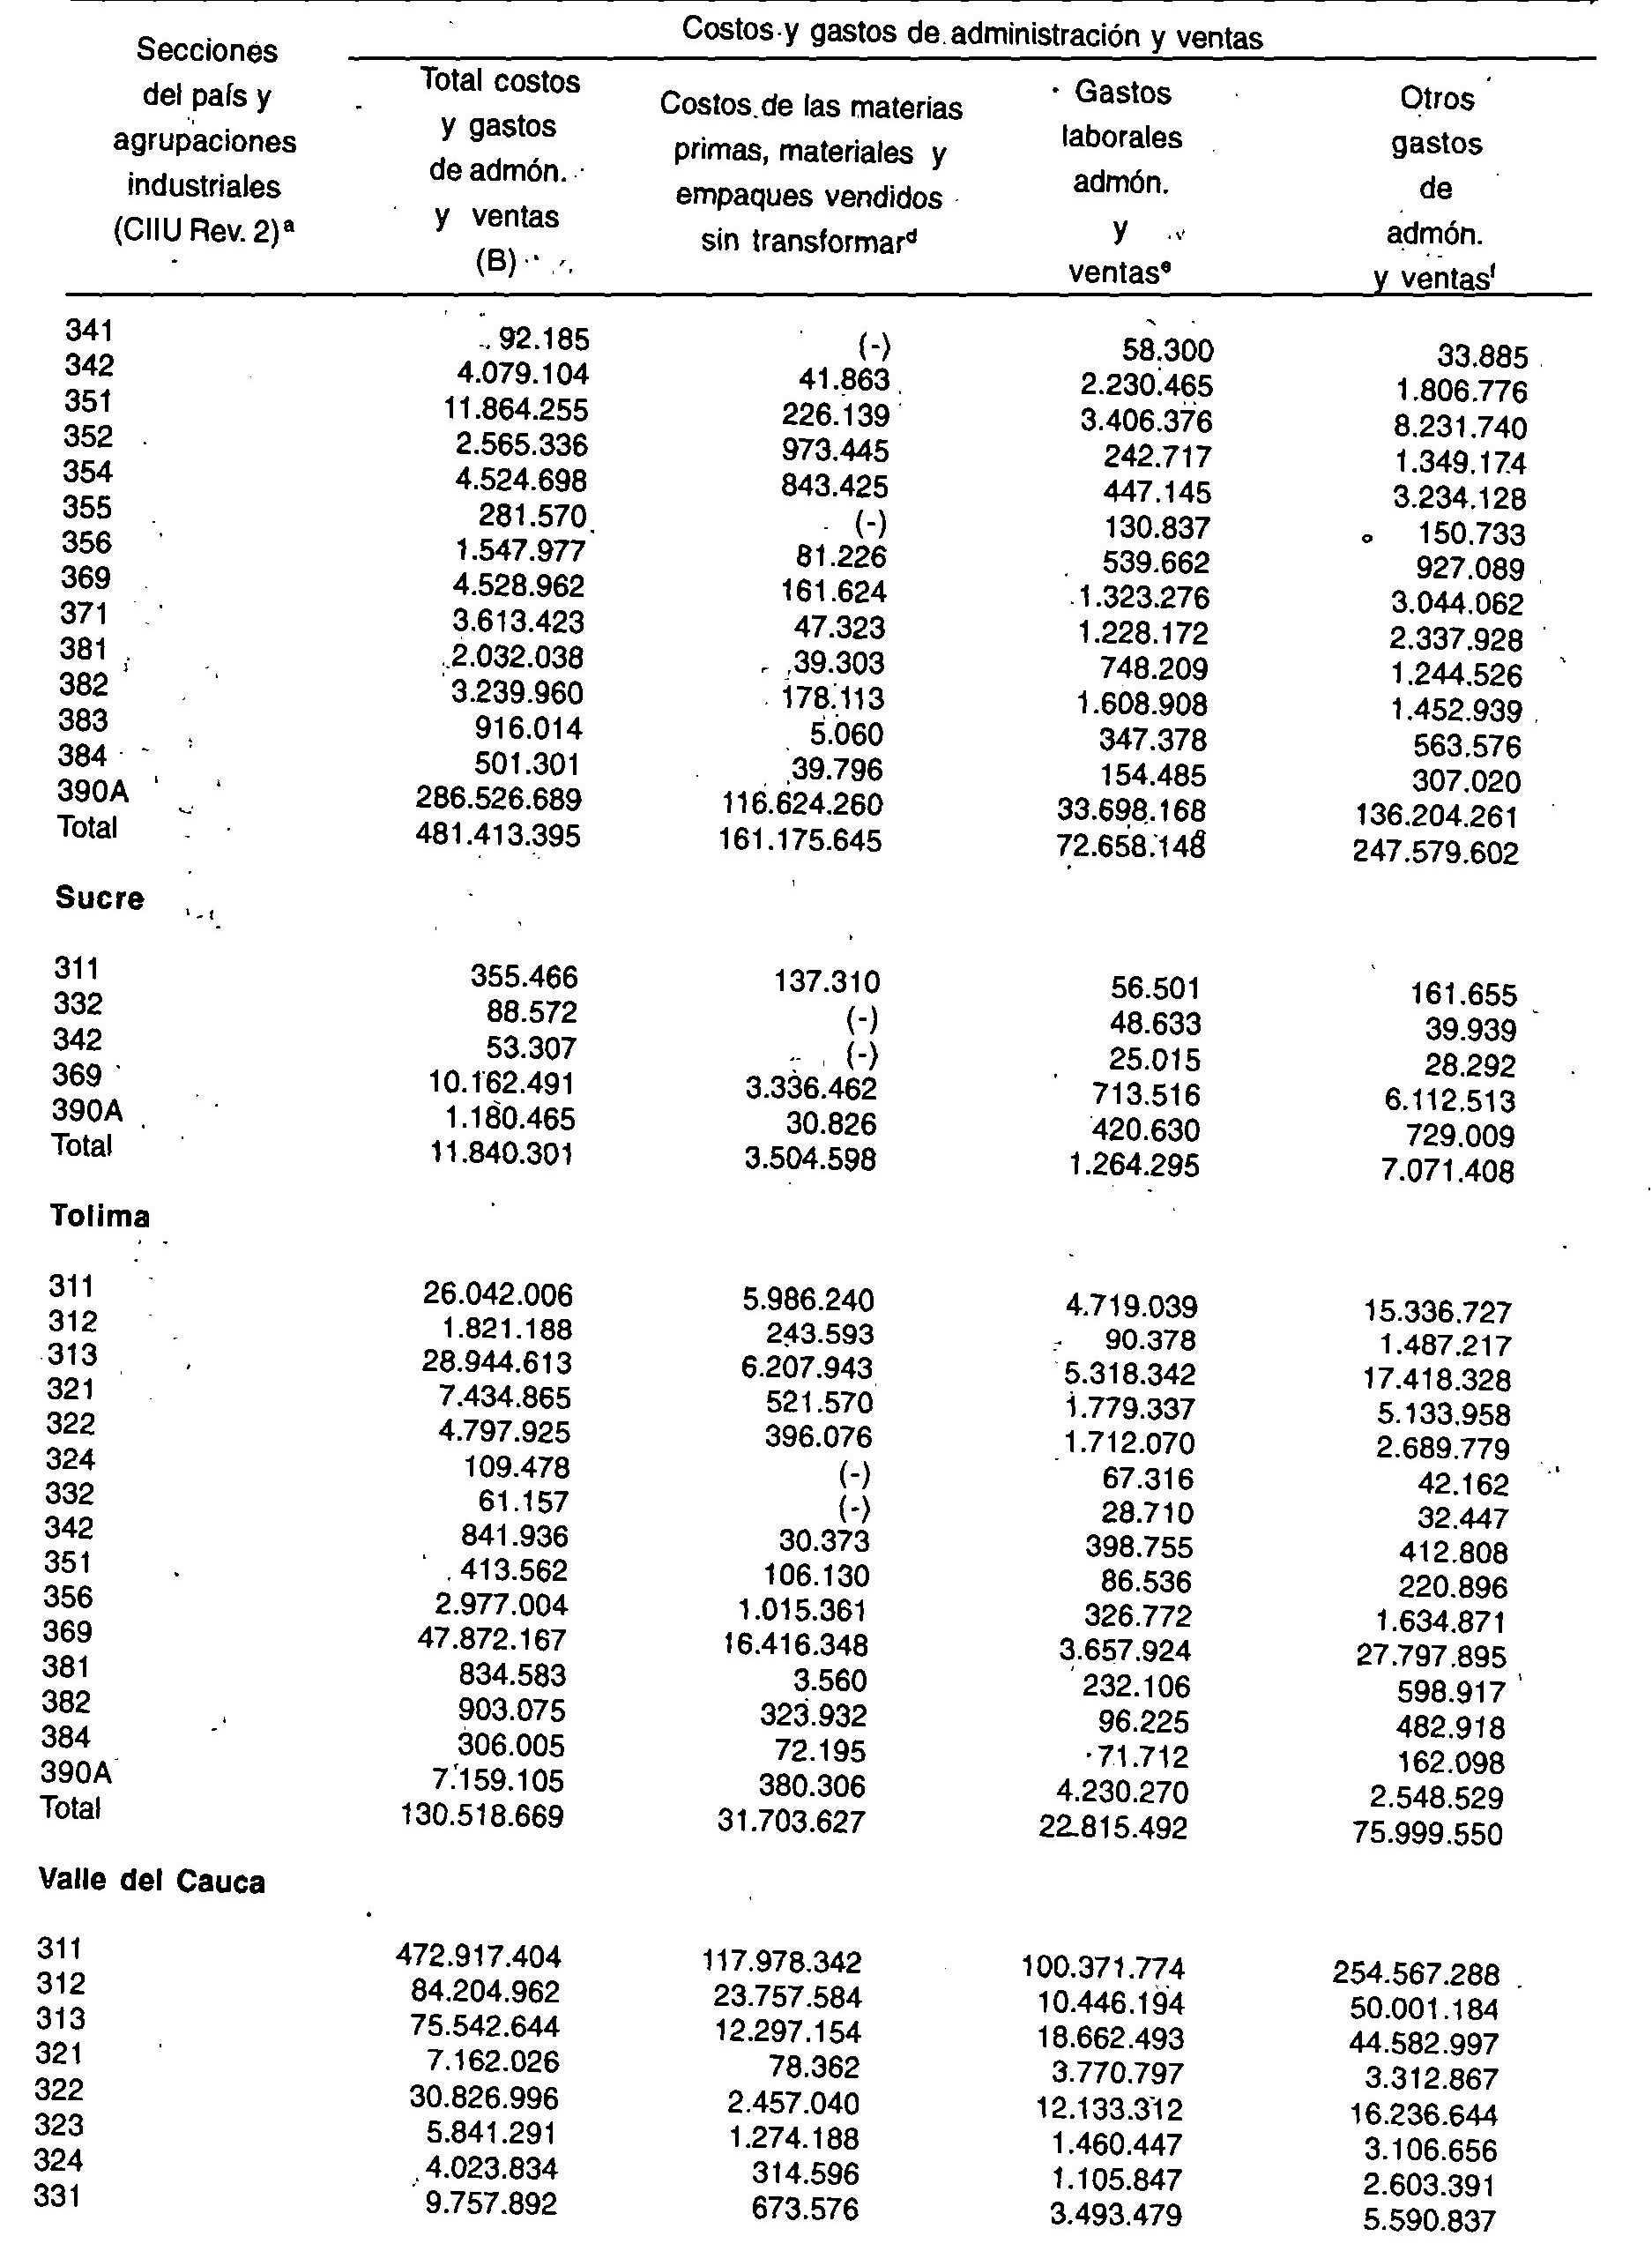 Costos y gastos de administración y ventas
Secciones
del país y
agrupaciones
industriales
(CIIU Rev. 2)a
Total costos
y gastos
de admón.
y ventas
(B)
Costos de las materias
primas, materiales y
empaques vendidos
sin transformard
Gastos
laborales
admón.
y
ventase
Otros
gastos
de
admón.
y ventasf
341 92.185 (-) 58.300 33.885
342 4.079.104 41.863 2.230.465 1.806.776
351 11.864.255 226.139 3.406.376 8.231.740
352 2.565.336 973.445 242.717 1.349.174
354 4.524.698 843.425 447.145 3.234.128
355 281.570 (-) 130.837 150.733
356 1.547.977 81.226 539.662 927.089
369 4.528.962 161.624 1.323.276 3.044.062
371 3.613.423 47.323 1.228.172 2.337.928
381 2.032.038 39.303 748.209 1.244.526
382 3.239.960 178.113 1.608.908 1.452.939
383 916.014 5.060 347.378 563.576
384 501.301 39.796 154.485 307.020
390A 286.526.689 116.624.260 33.698.168 136.204.261
Total 481.413.395 161.175.645 72.658.148 247.579.602
Sucre
311 355.466 137.310 56.501 161.655
332 88.572 (-) 48.633 39.939
342 53.307 (-) 25.015 28.292
369 10.162.491 3.336.462 713.516 6.112.513
390A 1.180.465 30.826 420.630 729.009
Total 11.840.301 3.504.598 1.264.295 7.071.408
Tolima
311 26.042.006 5.986.240 4.719.039 15.336.727
312 1.821.188 243.593 90.378 1.487.217
313 28.944.613 6.207.943 5.318.342 17.418.328
321 7.434.865 521.570 1.779.337 5.133.958
322 4.797.925 396.076 1.712.070 2.689.779
324 109.478 (-) 67.316 42.162
332 61.157 (-) 28.710 32.447
342 841.936 30.373 398.755 412.808
351 413.562 106.130 86.536 220.896
356 2.977.004 1.015.361 326.772 1.634.871
369 47.872.167 16.416.348 3.657.924 27.797.895
381 834.583 3.560 232.106 598.917
382 903.075 323.932 96.225 482.918
384 306.005 72.195 71.712 162.098
390A 7.159.105 380.306 4.230.270 2.548.529
Total 130.518.669 31.703.627 22.815.492 75.999.550
Valle del Cauca
311 472.917.404 117.978.342 100.371.774 254.567.288
312 84.204.962 23.757.584 10.446.194 50.001.184
313 75.542.644 12.297.154 18.662.493 44.582.997
321 7.162.026 78.362 3.770.797 3.312.867
322 30.826.996 2.457.040 12.133.312 16.236.644
323 5.841.291 1.274.188 1.460.447 3.106.656
324 4.023.834 314.596 1.105.847 2.603.391
331 9.757.892 673.576 3.493.479 5.590.837